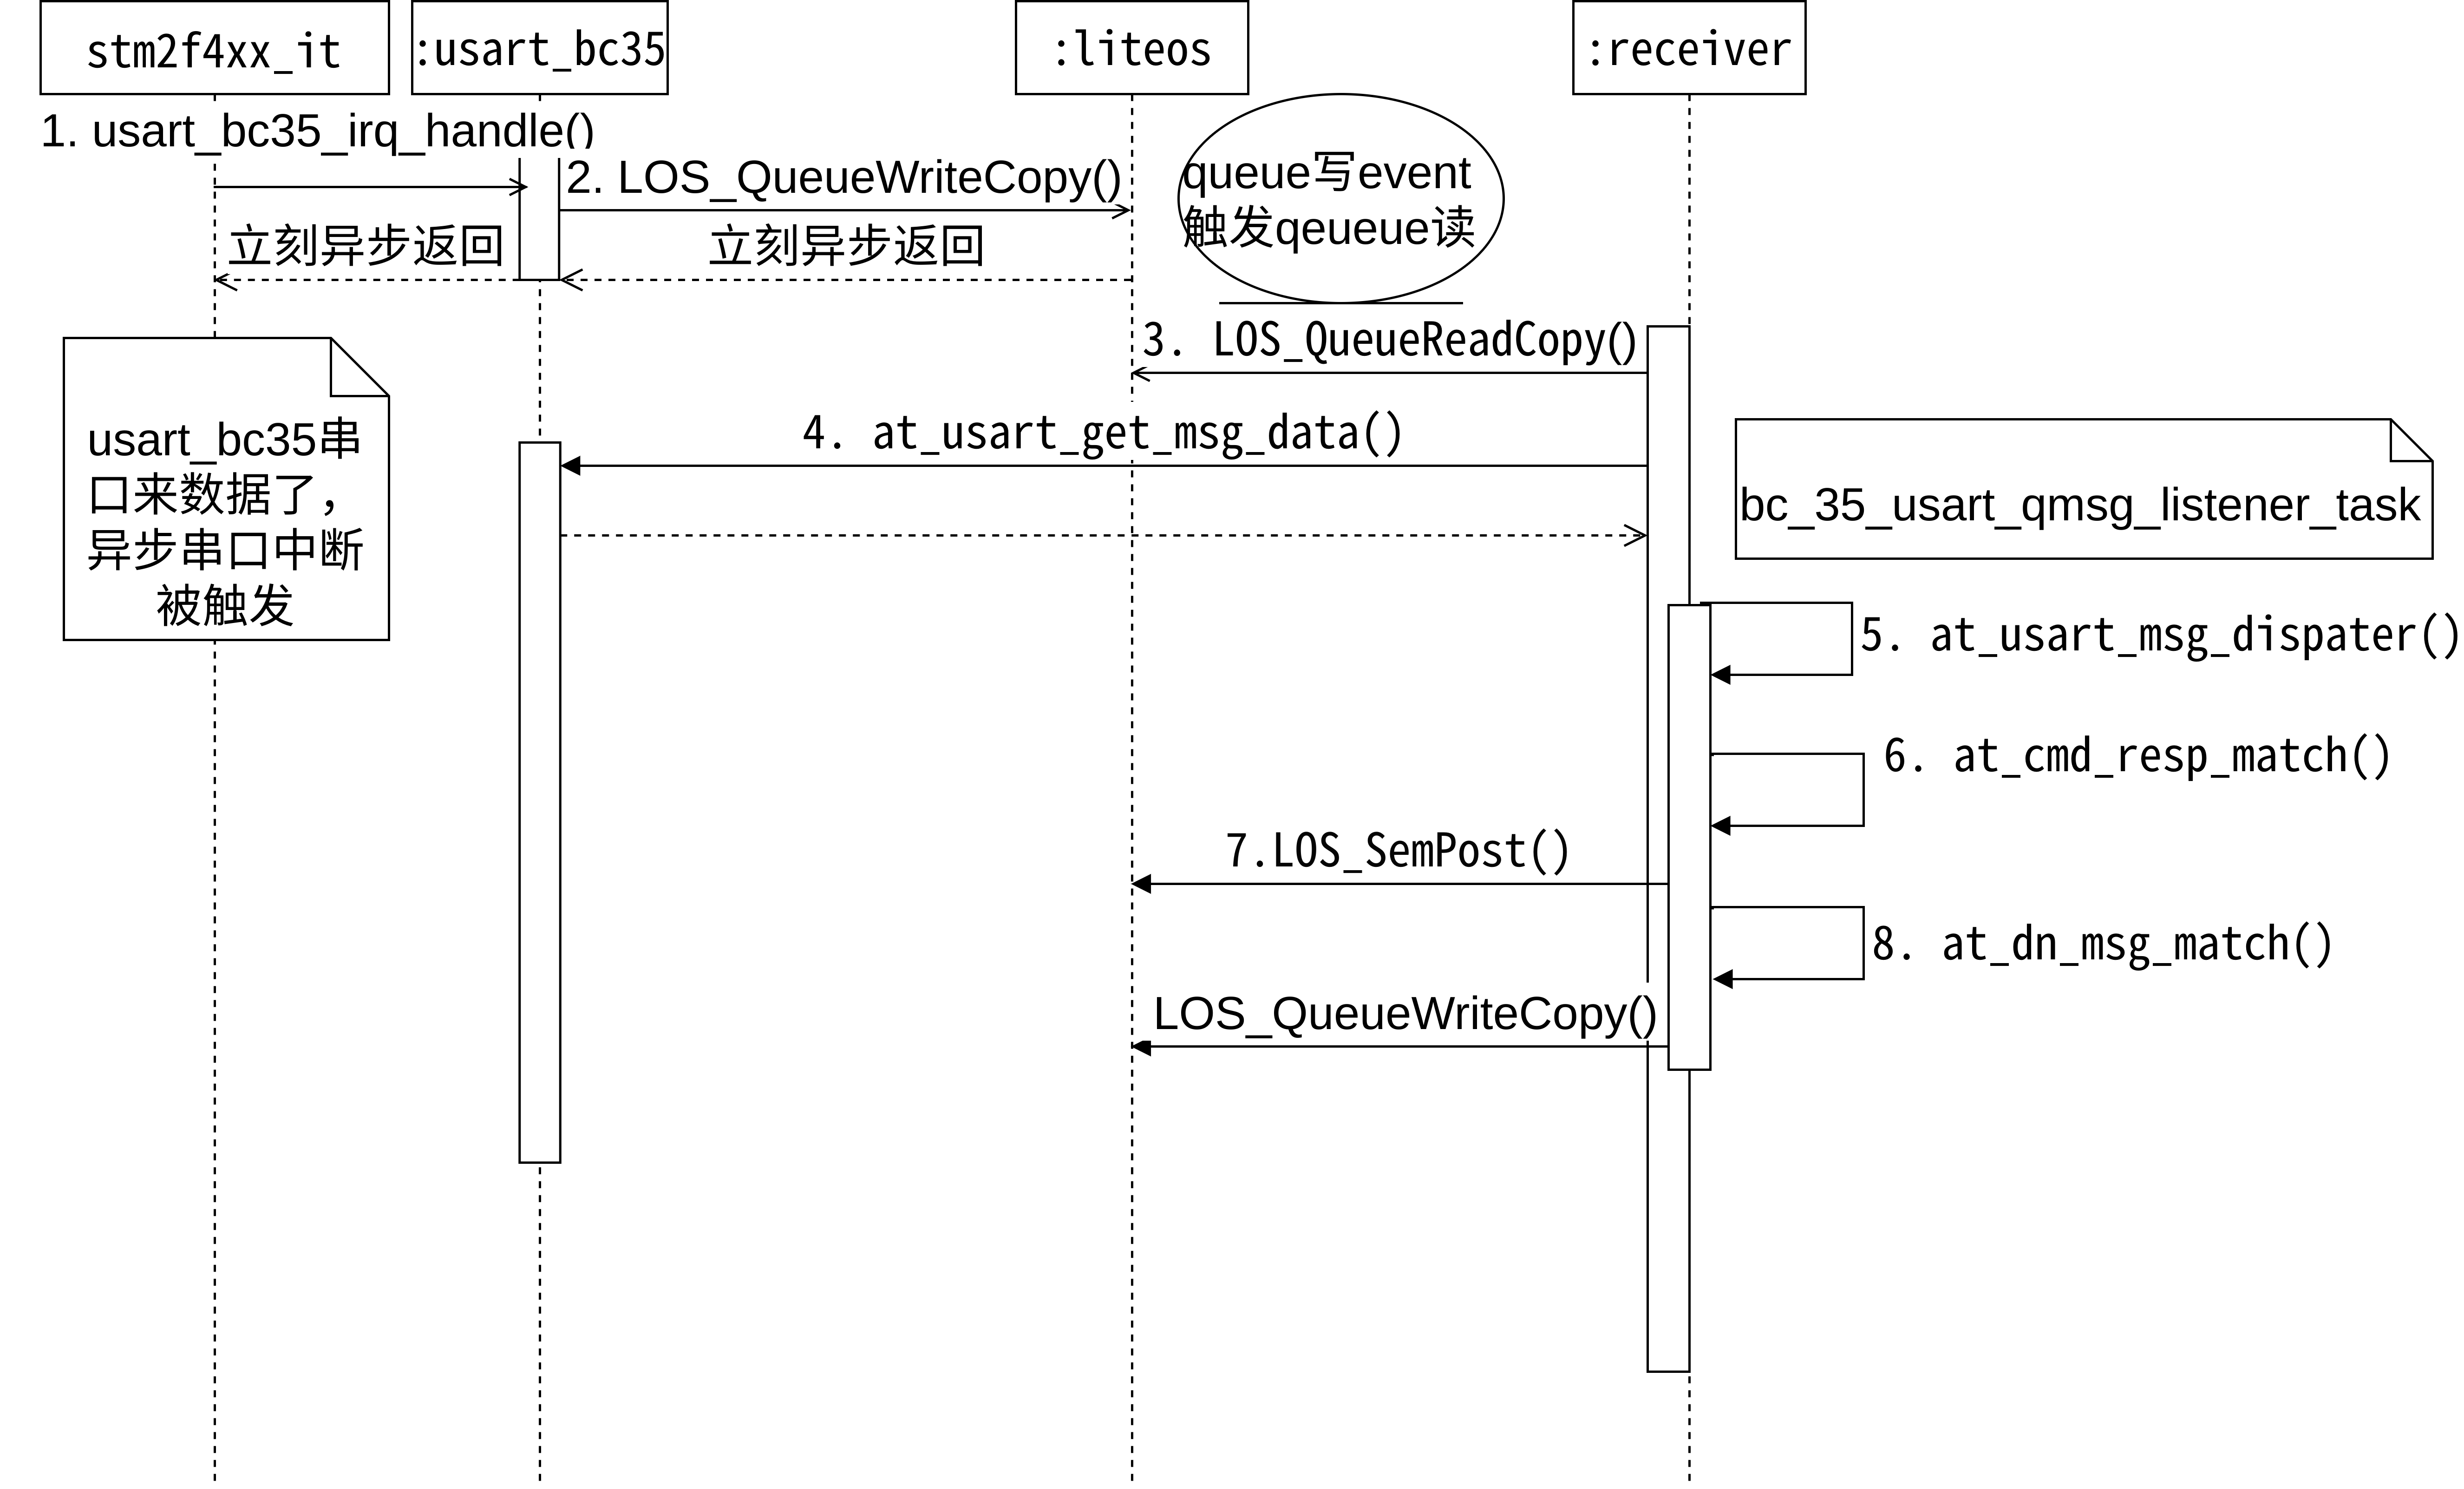 stm2f4xx_it
:usart_bc35
:liteos
:receiver
1. usart_bc35_irq_handle()
2. LOS_QueueWriteCopy()
queue写event
触发qeueue读
立刻异步返回
立刻异步返回
3. LOS_QueueReadCopy()
4. at_usart_get_msg_data()
usart_bc35串
口来数据了，
异步串口中断
被触发
bc_35_usart_qmsg_listener_task
5. at_usart_msg_dispater()
6. at_cmd_resp_match()
7.LOS_SemPost()
8. at_dn_msg_match()
LOS_QueueWriteCopy()